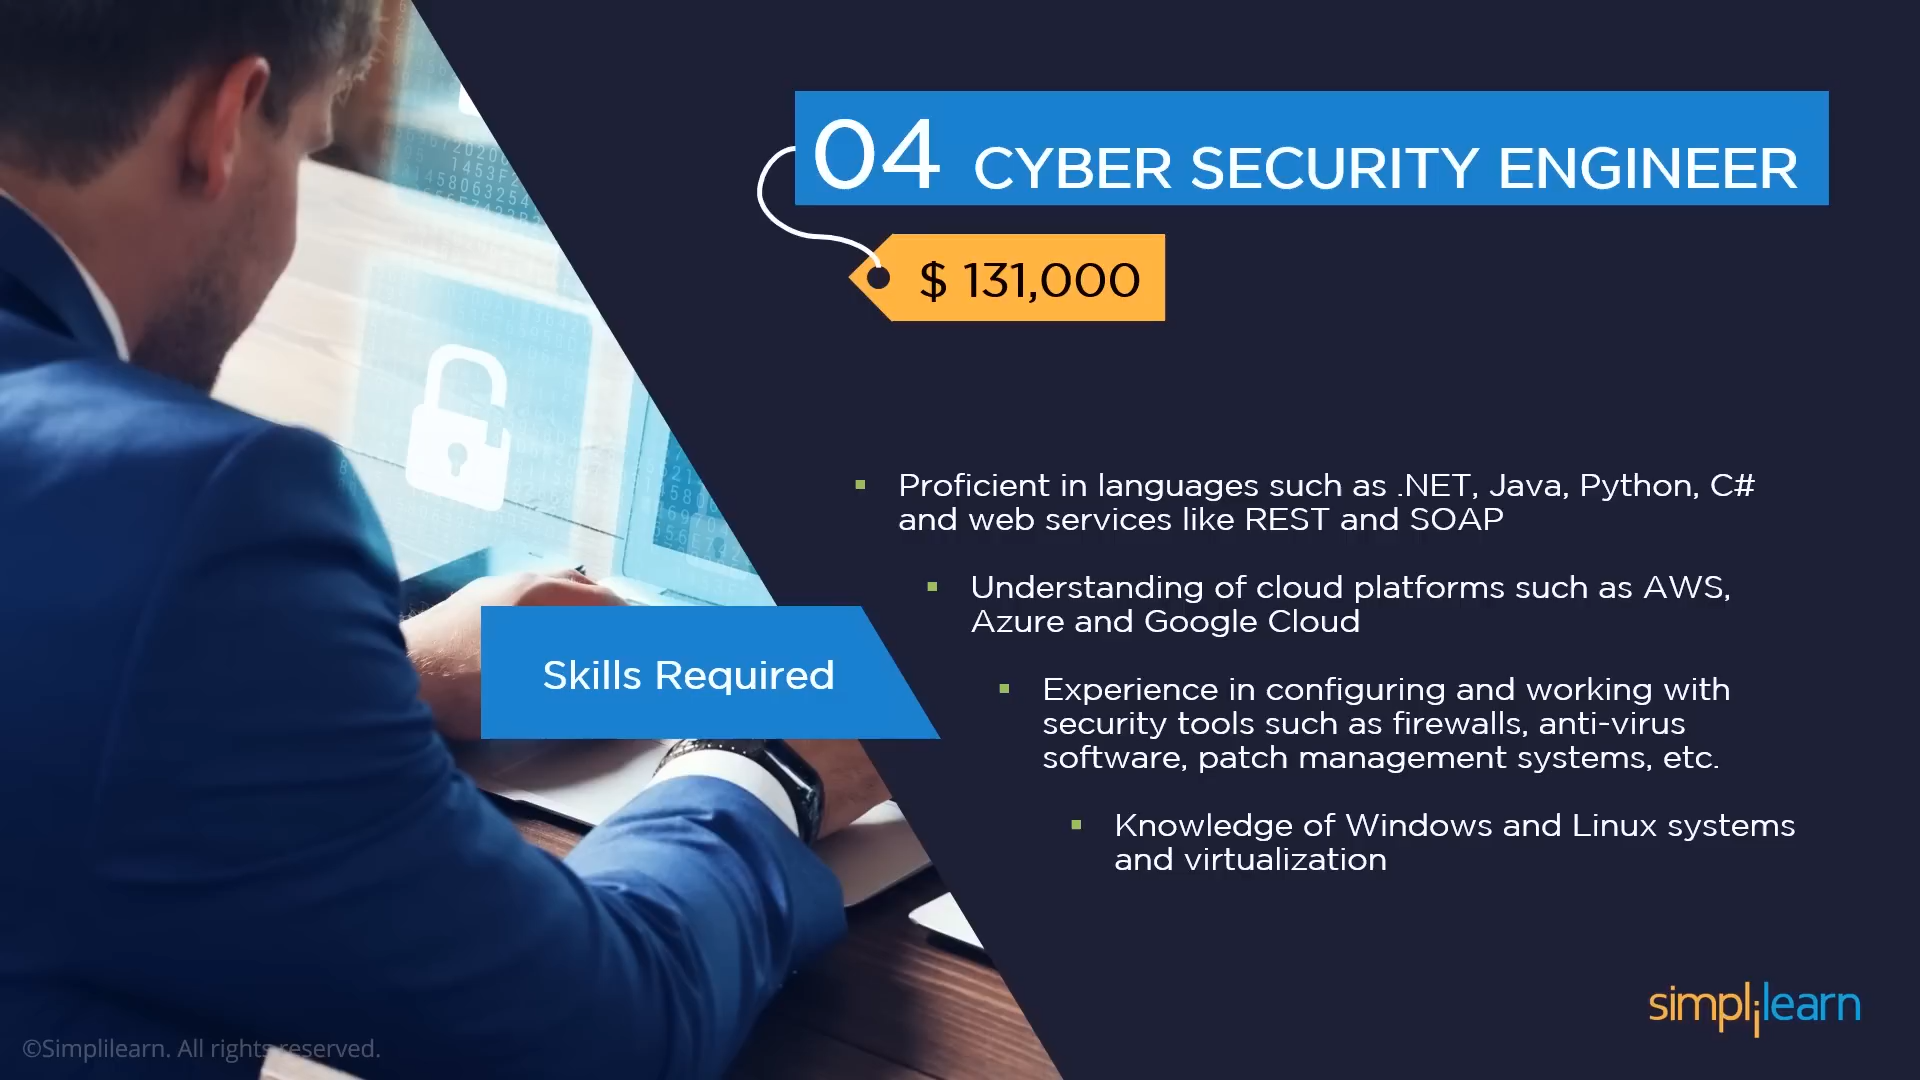 04 CYBER SECURITY ENGINEER
$ 131,000
Skills Required
▪ Proficient in languages such as .NET, Java, Python, C#
and web services like REST and SOAP
▪ Understanding of cloud platforms such as AWS,
Azure and Google Cloud
▪ Experience in configuring and working with
security tools such as firewalls, anti-virus
software, patch management systems, etc.
▪ Knowledge of Windows and Linux systems
and virtualization
simplilearn
©Simplilearn. All rights reserved.